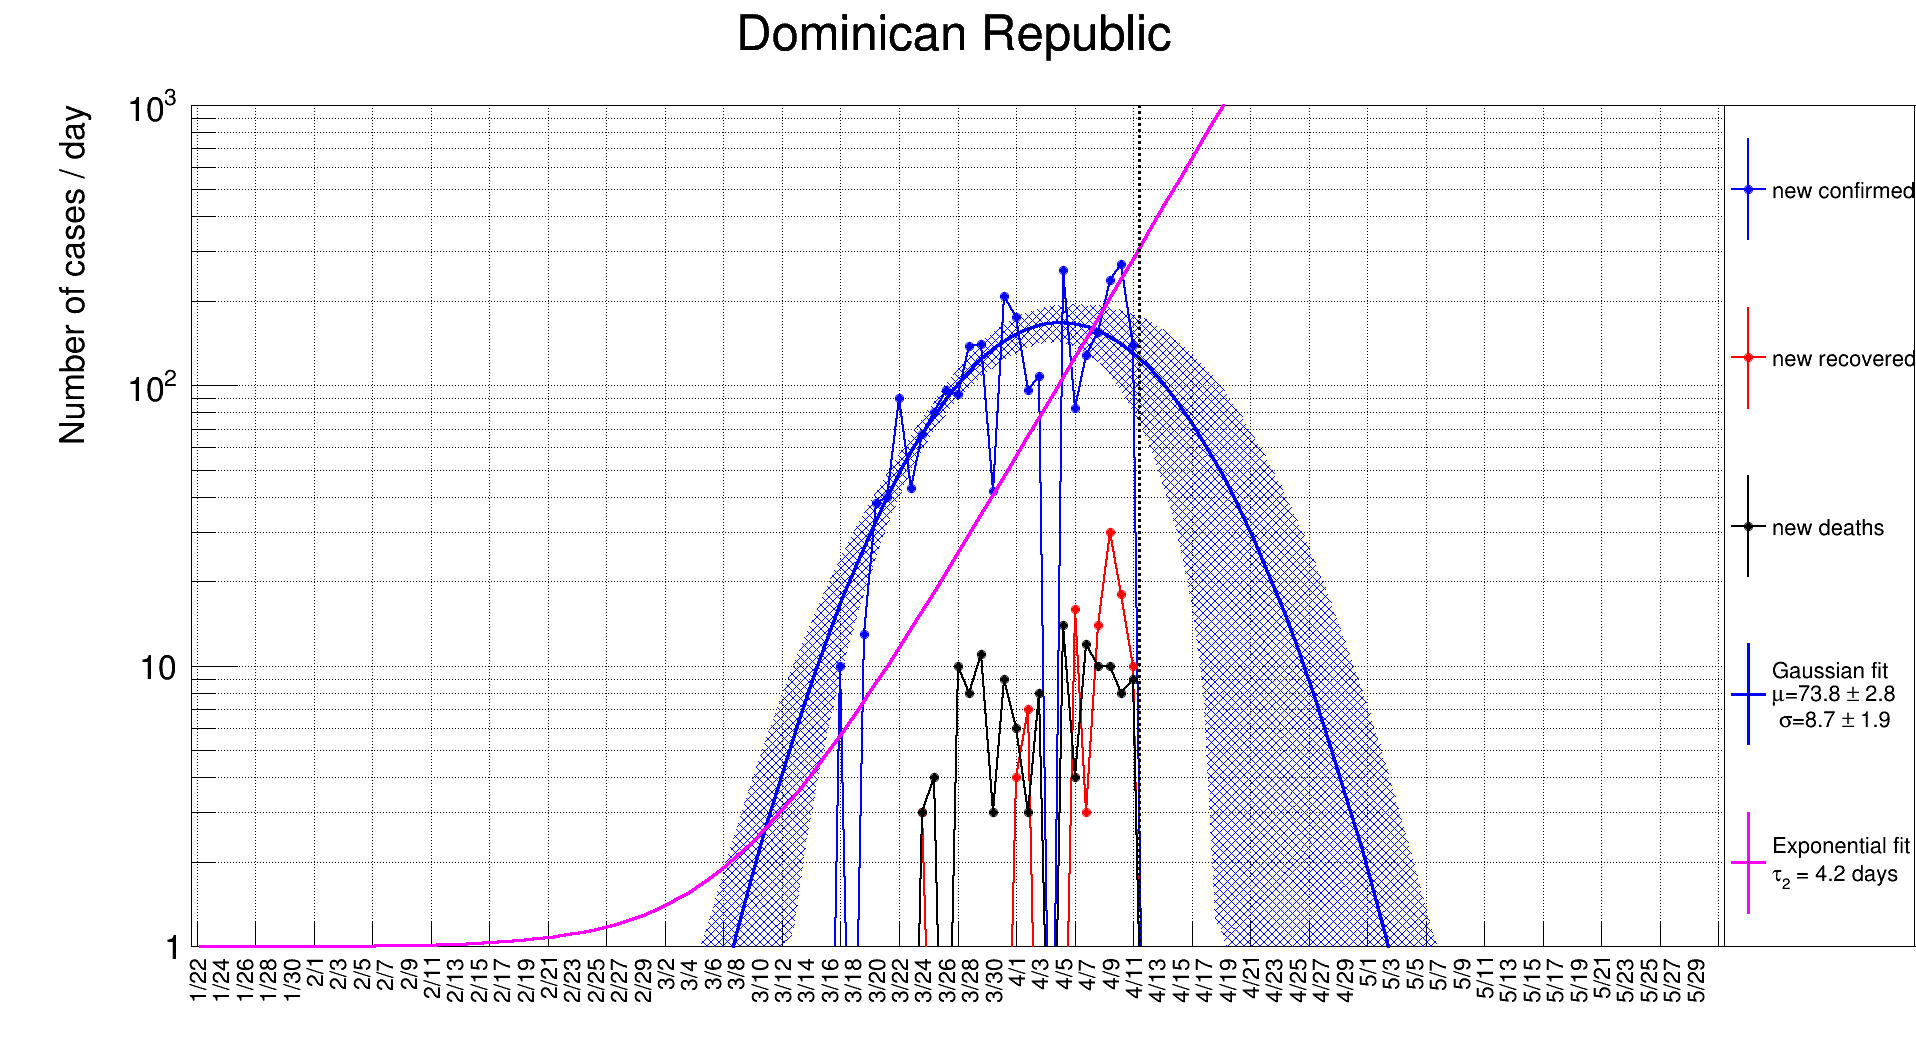 Dominican Republic
Number of cases / day
10³
10²
10
1
1/22 1/24 1/26 1/28 1/30 2/1 2/3 2/5 2/7 2/9 2/11 2/13 2/15 2/17 2/19 2/21 2/23 2/25 2/27 2/29 3/2 3/4 3/6 3/8 3/10 3/12 3/14 3/16 3/18 3/20 3/22 3/24 3/26 3/28 3/30 4/1 4/3 4/5 4/7 4/9 4/11 4/13 4/15 4/17 4/19 4/21 4/23 4/25 4/27 4/29 5/1 5/3 5/5 5/7 5/9 5/11 5/13 5/15 5/17 5/19 5/21 5/23 5/25 5/27 5/29
new confirmed
new recovered
new deaths
Gaussian fit
μ=73.8 ± 2.8
σ=8.7 ± 1.9
Exponential fit
τ₂ = 4.2 days